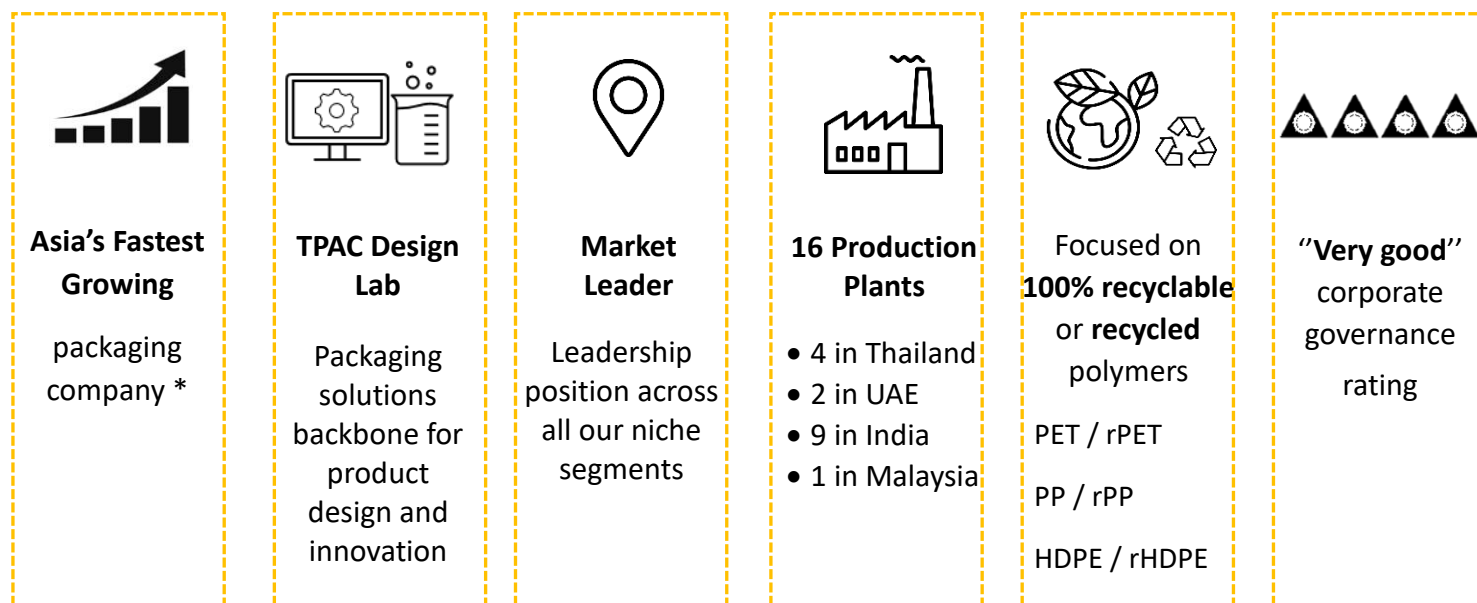 Asia’s Fastest
Growing
packaging
company *
TPAC Design
Lab
Packaging
solutions
backbone for
product
design and
innovation
Market
Leader
Leadership
position across
all our niche
segments
16 Production
Plants
• 4 in Thailand
• 2 in UAE
• 9 in India
• 1 in Malaysia
Focused on
100% recyclable
or recycled
polymers
PET / rPET
PP / rPP
HDPE / rHDPE
‘‘Very good’’
corporate
governance
rating